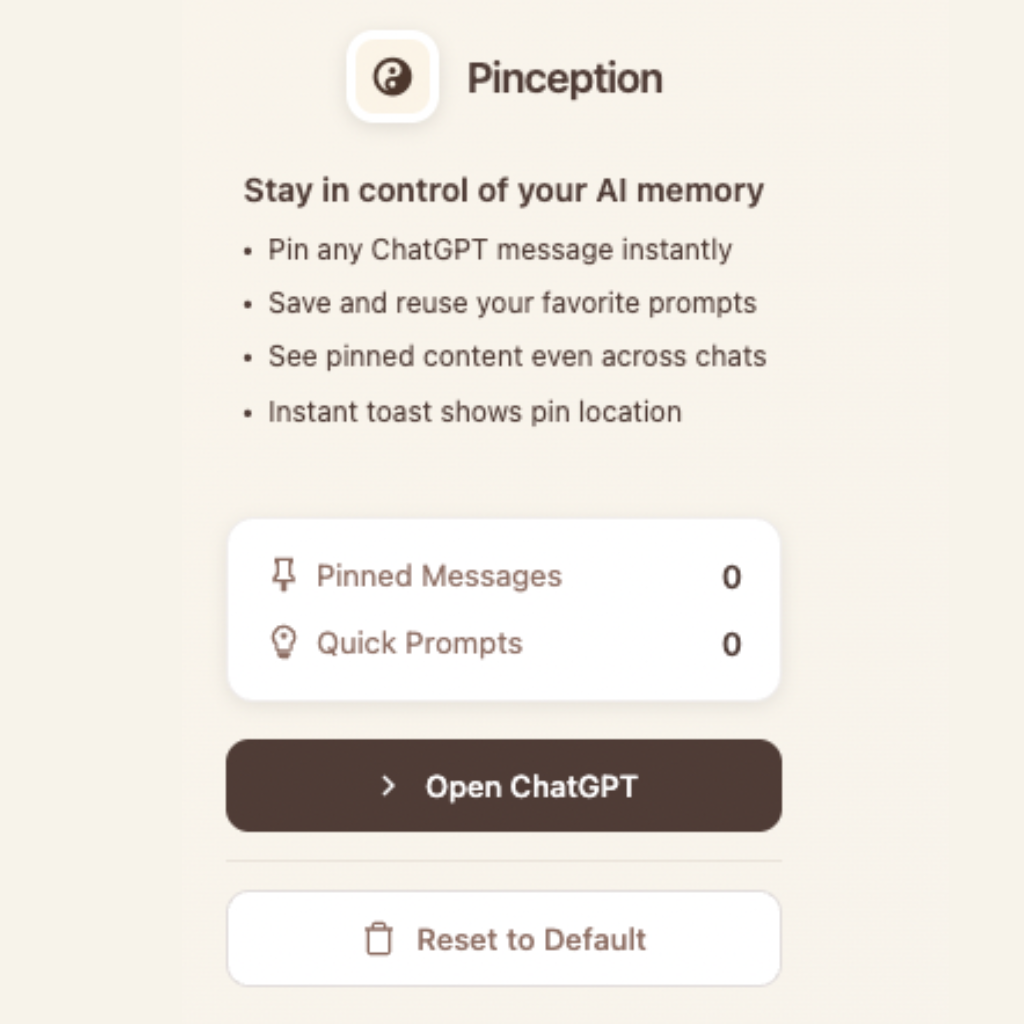 Pinception
Stay in control of your AI memory
• Pin any ChatGPT message instantly
• Save and reuse your favorite prompts
• See pinned content even across chats
• Instant toast shows pin location
Pinned Messages 0
Quick Prompts 0
Open ChatGPT
Reset to Default